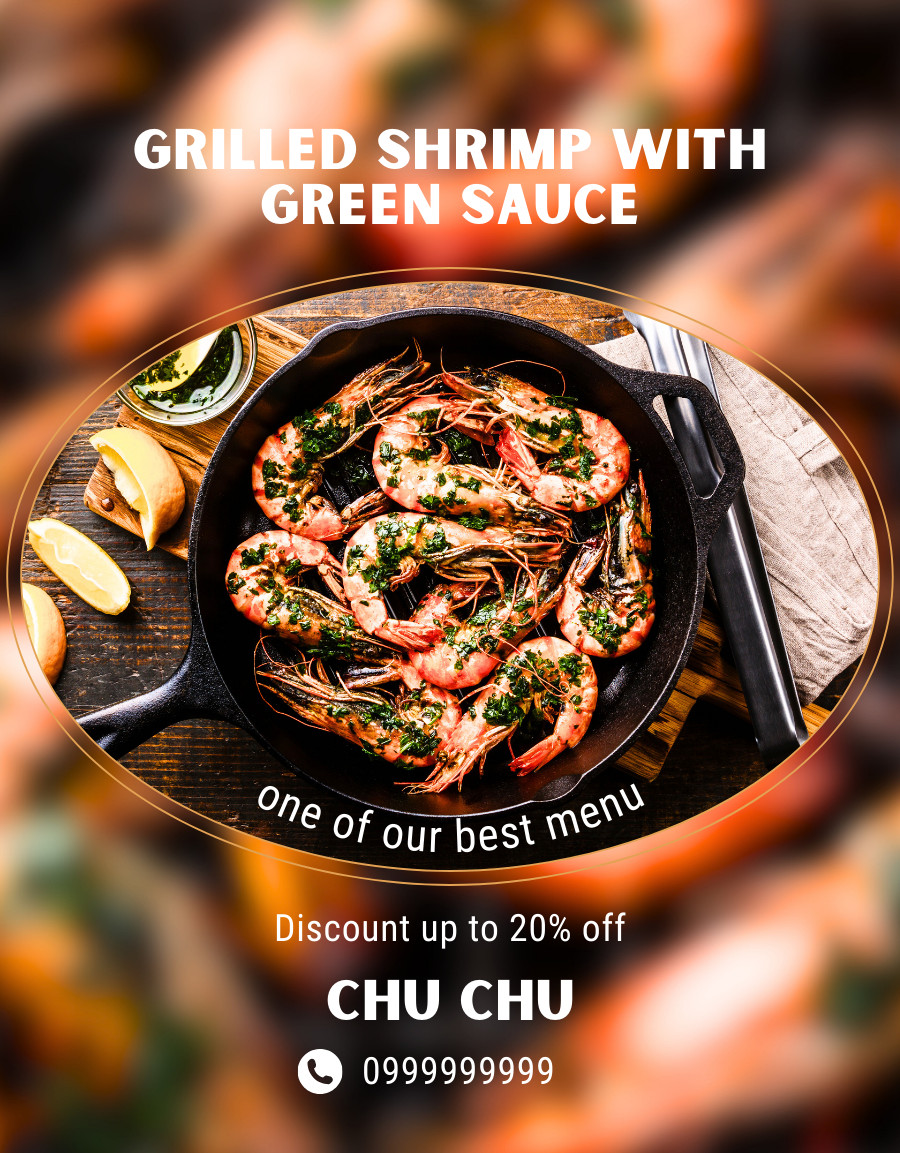 GRILLED SHRIMP WITH
GREEN SAUCE
one of our best menu
Discount up to 20% off
CHU CHU
0999999999